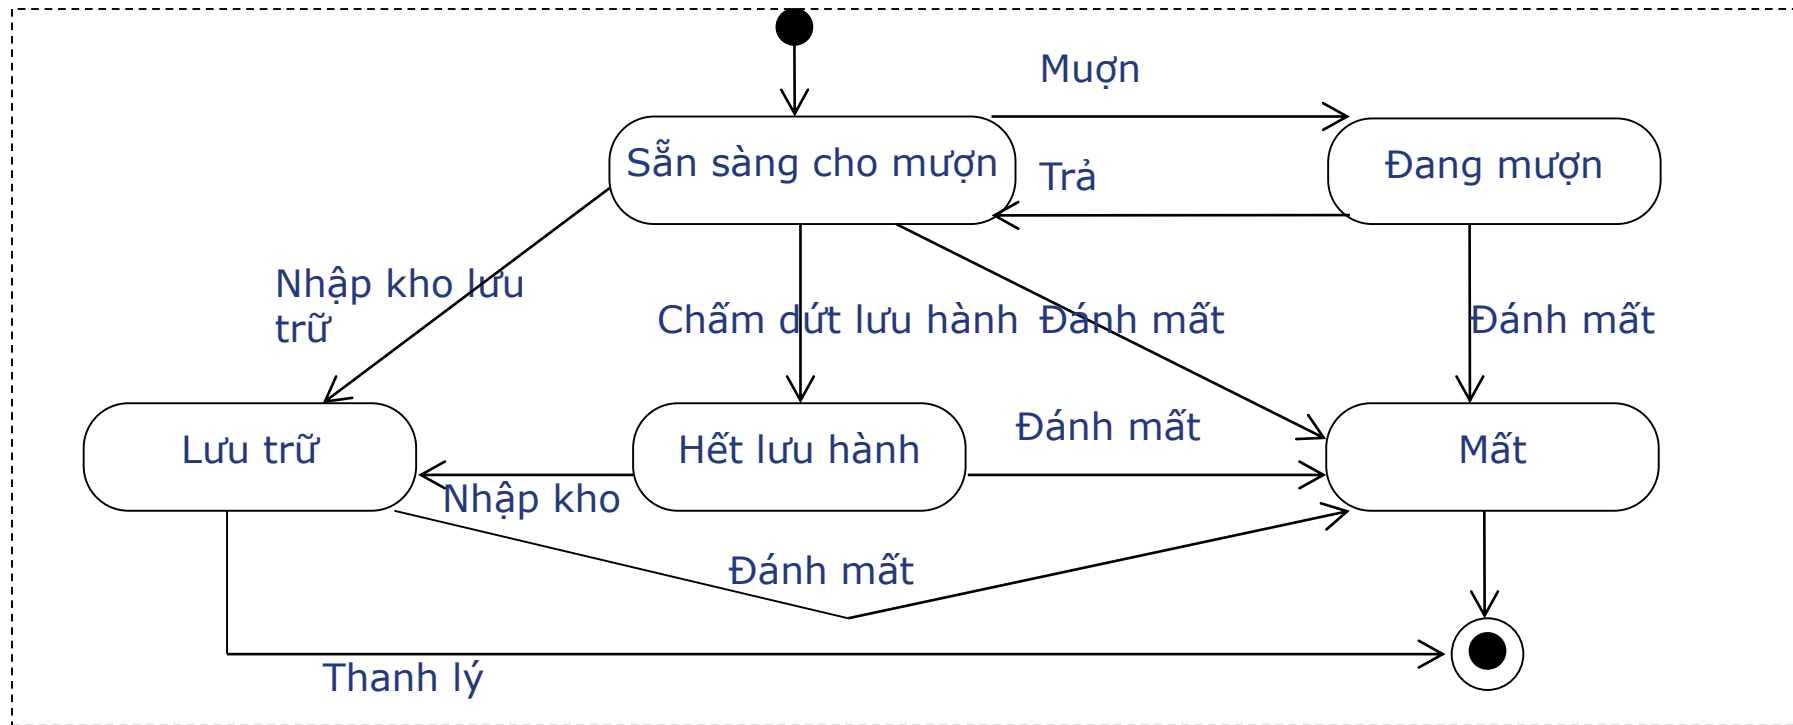 Muợn
Sẵn sàng cho mượn
Trả
Đang mượn
Nhập kho lưu
trữ
Chấm dứt lưu hành
Đánh mất
Đánh mất
Lưu trữ
Hết lưu hành
Đánh mất
Mất
Nhập kho
Đánh mất
Thanh lý